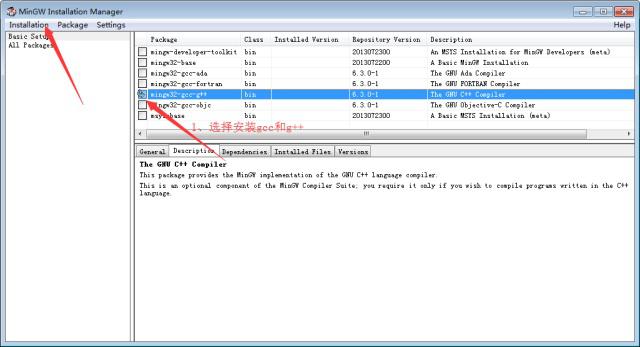 MinGW Installation Manager
Installation Package Settings Help
Basic Setup
All Packages
Package Class Installed Version Repository Version Description
mingw-developer-toolkit bin 2013072300 An MSYS Installation for MinGW Developers (meta)
mingw32-base bin 2013072200 A Basic MinGW Installation
mingw32-gcc-ada bin 6.3.0-1 The GNU Ada Compiler
mingw32-gcc-fortran bin 6.3.0-1 The GNU FORTRAN Compiler
mingw32-gcc-g++ bin 6.3.0-1 The GNU C++ Compiler
mingw32-gcc-objc bin 6.3.0-1 The GNU Objective-C Compiler
msys-base bin 2013072300 A Basic MSYS Installation (meta)
1、选择安装gcc和g++
General Description Dependencies Installed Files Versions
The GNU C++ Compiler
This package provides the MinGW implementation of the GNU C++ language compiler.
This is an optional component of the MinGW Compiler Suite; you require it only if you wish to compile programs written in the C++
language.